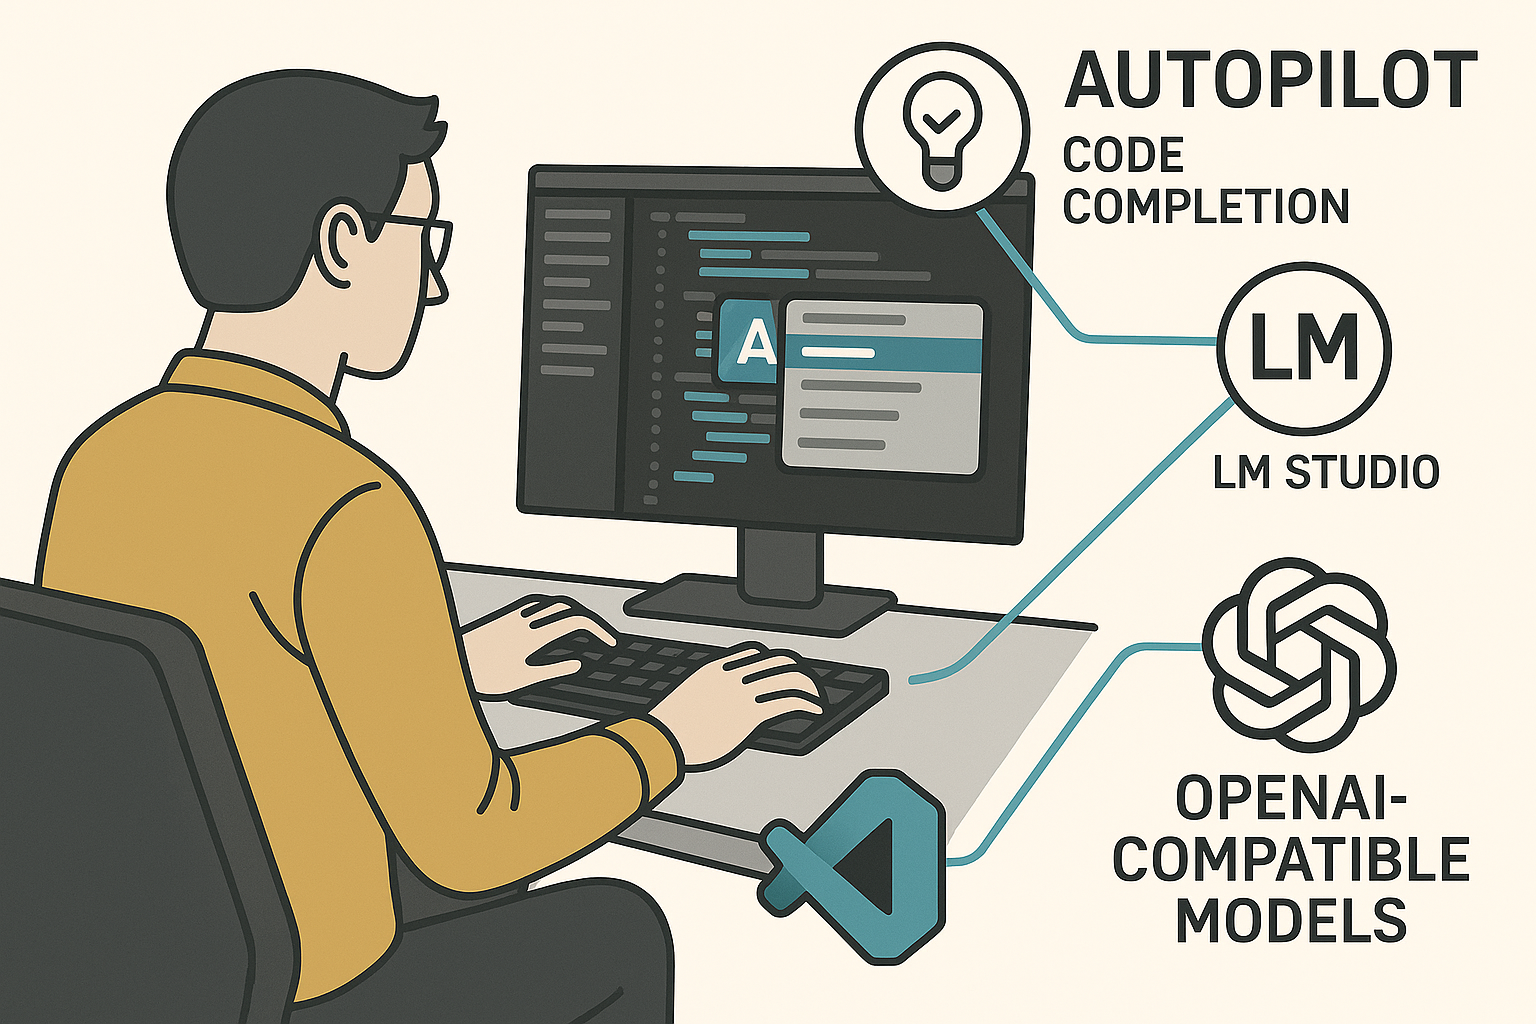 AUTOPILOT
CODE
COMPLETION
A
LM
LM STUDIO
OPENAI-
COMPATIBLE
MODELS